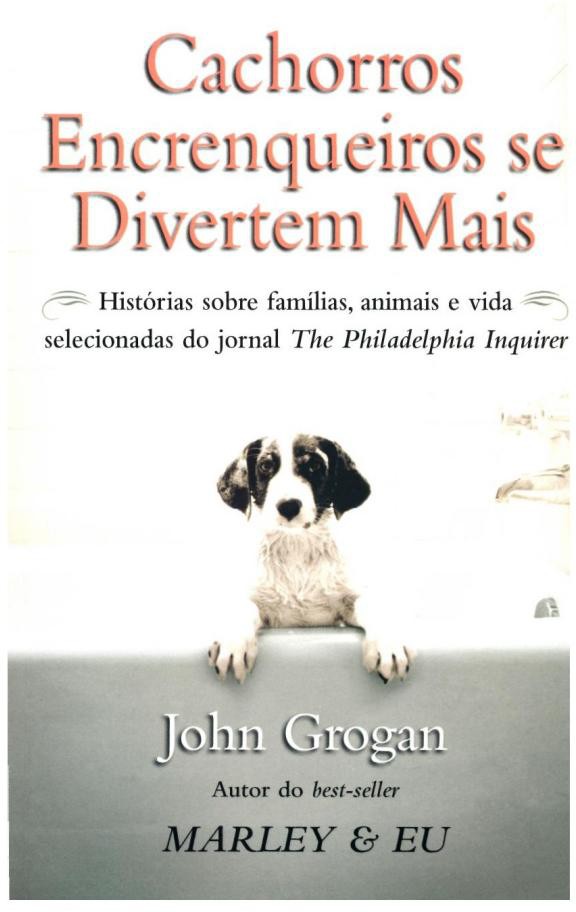 Cachorros
Encrenqueiros se
Divertem Mais
Histórias sobre famílias, animais e vida
selecionadas do jornal The Philadelphia Inquirer
John Grogan
Autor do best-seller
MARLEY & EU